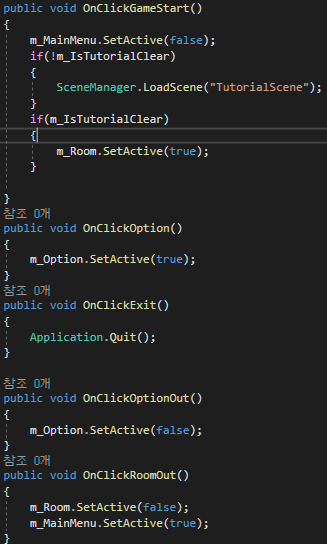 public void OnClickGameStart()
{
m_MainMenu.SetActive(false);
if(!m_IsTutorialClear)
{
SceneManager.LoadScene("TutorialScene");
}
if(m_IsTutorialClear)
{
m_Room.SetActive(true);
}
}
참조 0개
public void OnClickOption()
{
m_Option.SetActive(true);
}
참조 0개
public void OnClickExit()
{
Application.Quit();
}
참조 0개
public void OnClickOptionOut()
{
m_Option.SetActive(false);
}
참조 0개
public void OnClickRoomOut()
{
m_Room.SetActive(false);
m_MainMenu.SetActive(true);
}